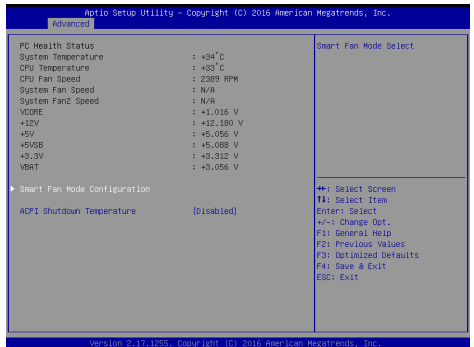 Aptio Setup Utility – Copyright (C) 2016 American Megatrends, Inc.
Advanced
PC Health Status
System Temperature : +34°C
CPU Temperature : +33°C
CPU Fan Speed : 2389 RPM
System Fan Speed : N/A
System Fan2 Speed : N/A
VCORE : +1.016 V
+12V : +12.180 V
+5V : +5.056 V
+5VSB : +5.088 V
+3.3V : +3.312 V
VBAT : +3.056 V
Smart Fan Mode Configuration
ACPI Shutdown Temperature [Disabled]
Smart Fan Mode Select
→←: Select Screen
↑↓: Select Item
Enter: Select
+/-: Change Opt.
F1: General Help
F2: Previous Values
F3: Optimized Defaults
F4: Save & Exit
ESC: Exit
Version 2.17.1255. Copyright (C) 2016 American Megatrends, Inc.